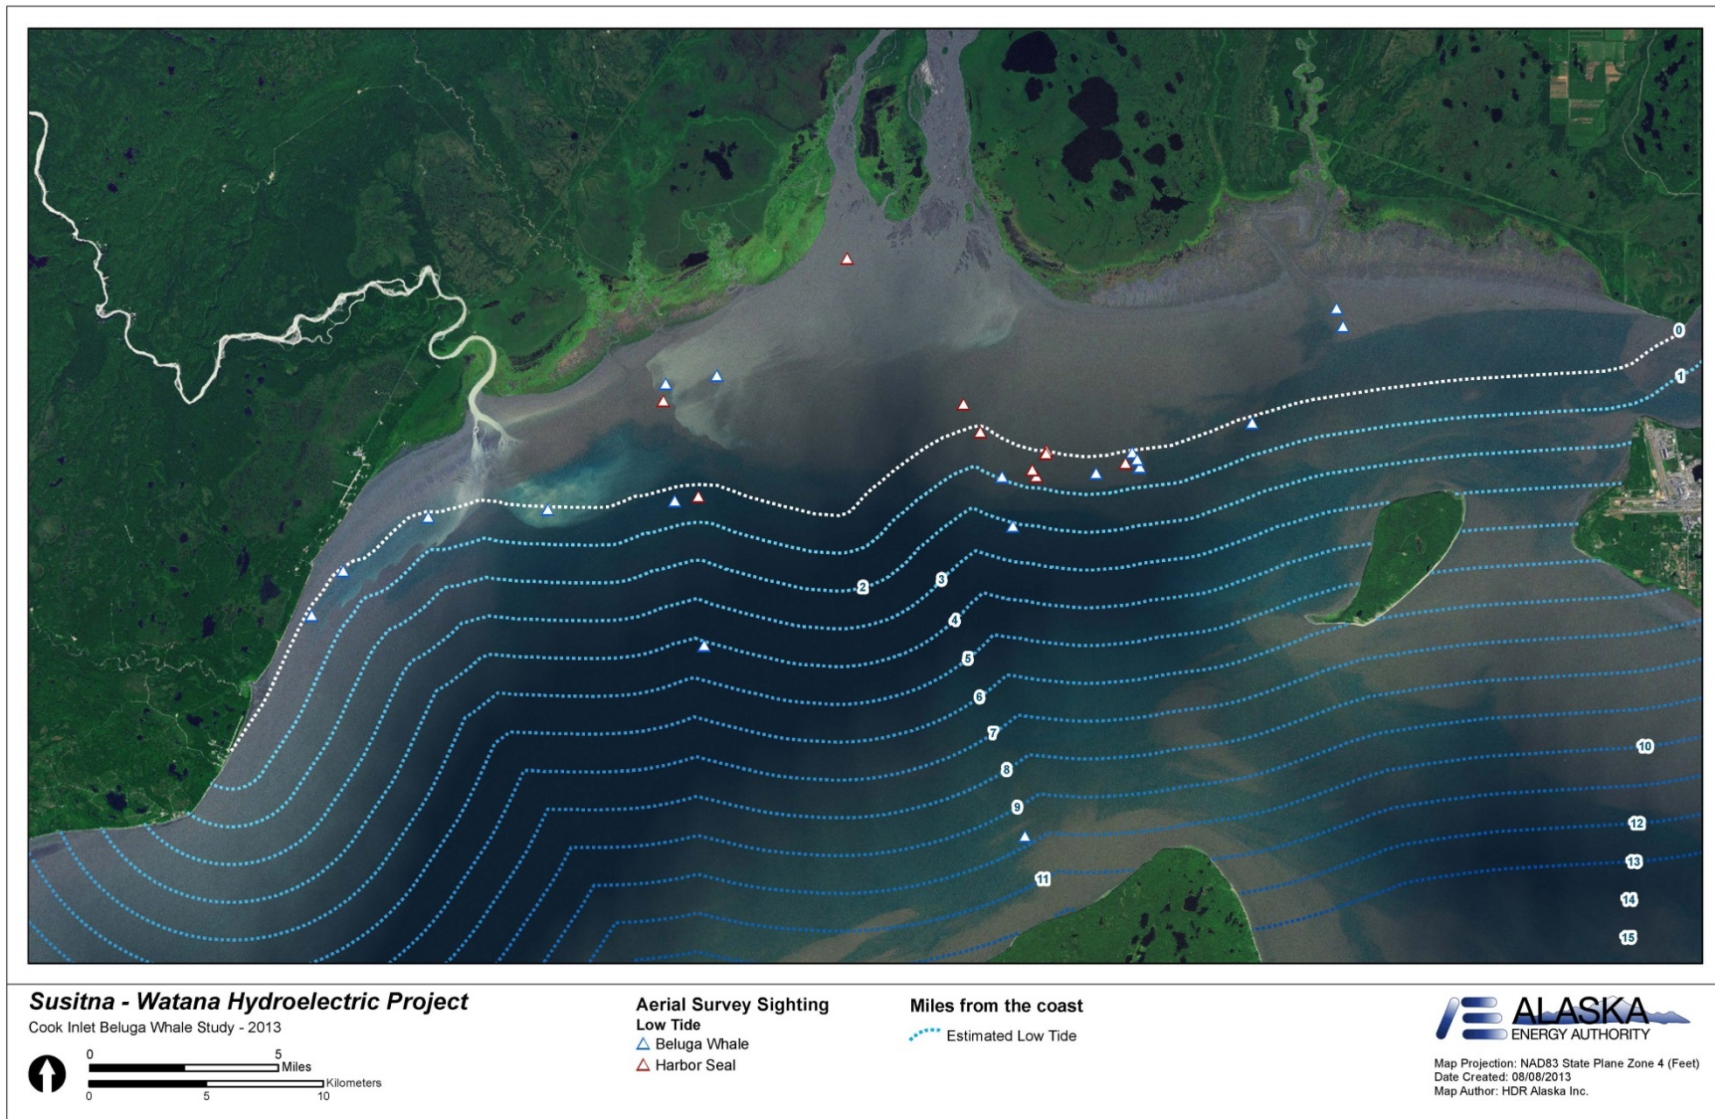 0
1
2
3
4
5
6
7
8
9
10
11
12
13
14
15
Susitna - Watana Hydroelectric Project
Cook Inlet Beluga Whale Study - 2013
0 5
Miles
Kilometers
0 5 10
Aerial Survey Sighting
Low Tide
Beluga Whale
Harbor Seal
Miles from the coast
Estimated Low Tide
ALASKA
ENERGY AUTHORITY
Map Projection: NAD83 State Plane Zone 4 (Feet)
Date Created: 08/08/2013
Map Author: HDR Alaska Inc.